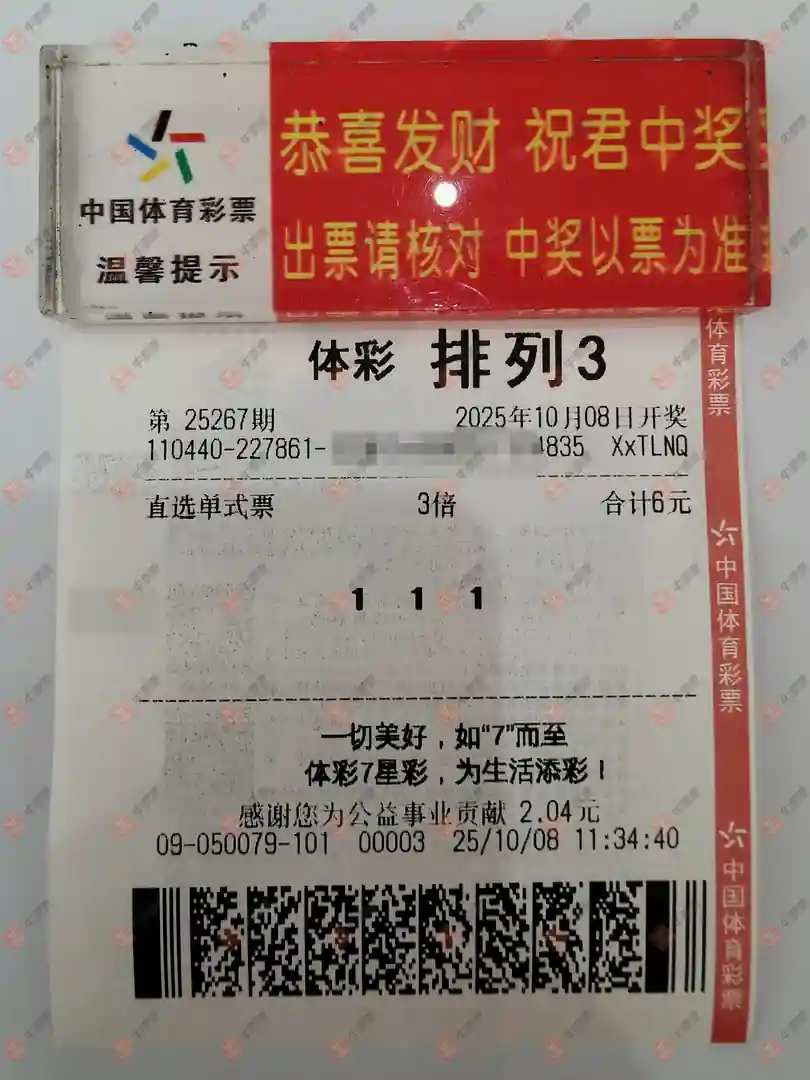 恭喜发财 祝君中奖
中国体育彩票
温馨提示
出票请核对 中奖以票为准
体彩 排列3
第 25267期 2025年10月08日开奖
110440-227861- 4835 XxTLNQ
直选单式票 3倍 合计6元
1 1 1
一切美好，如“7”而至
体彩7星彩，为生活添彩！
感谢您为公益事业贡献 2.04元
09-050079-101 00003 25/10/08 11:34:40
体育彩票
中国体育彩票
中国体育彩票